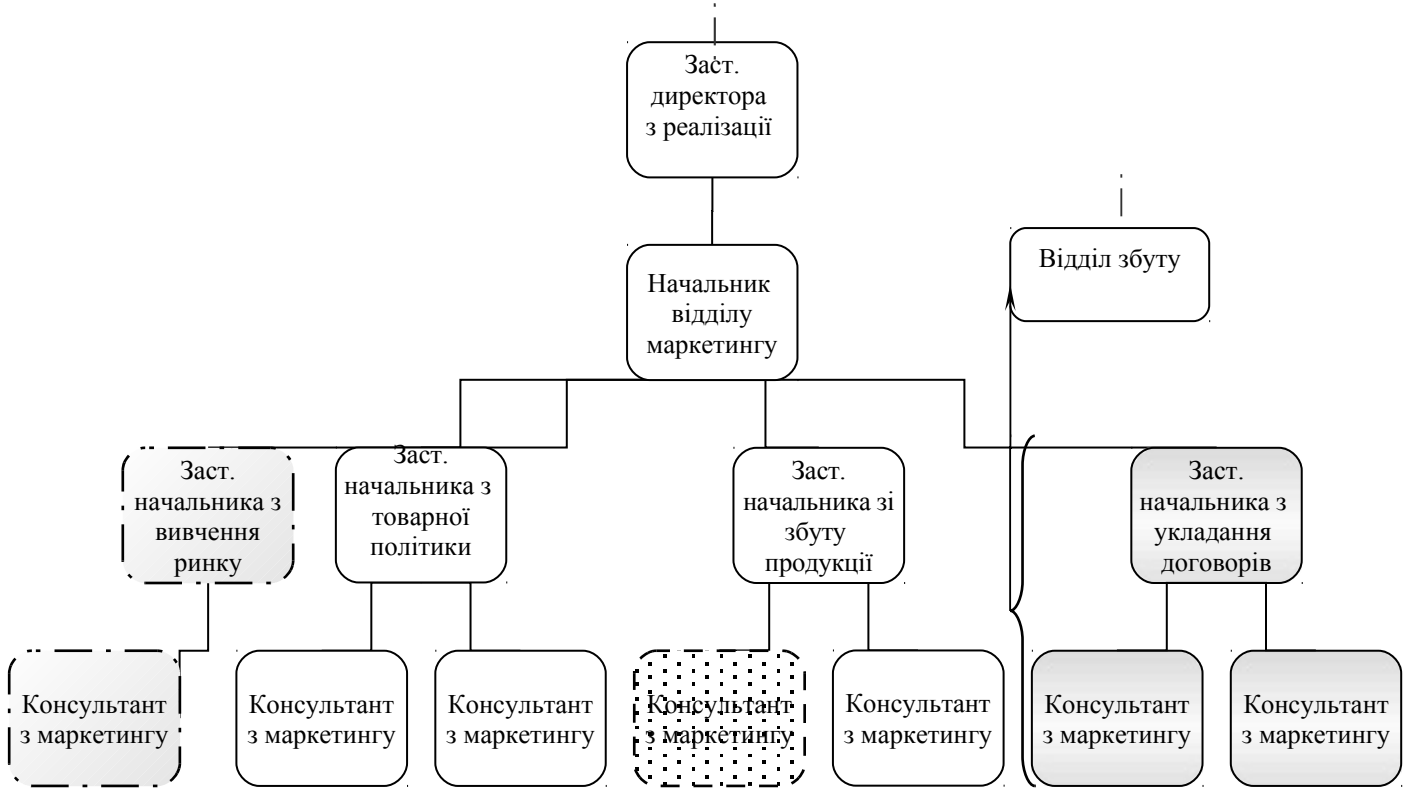 Заст.
директора
з реалізації
Відділ збуту
Начальник
відділу
маркетингу
Заст.
начальника з
вивчення
ринку
Заст.
начальника з
товарної
політики
Заст.
начальника зі
збуту
продукції
Заст.
начальника з
укладання
договорів
Консультант
з маркетингу
Консультант
з маркетингу
Консультант
з маркетингу
Консультант
з маркетингу
Консультант
з маркетингу
Консультант
з маркетингу
Консультант
з маркетингу